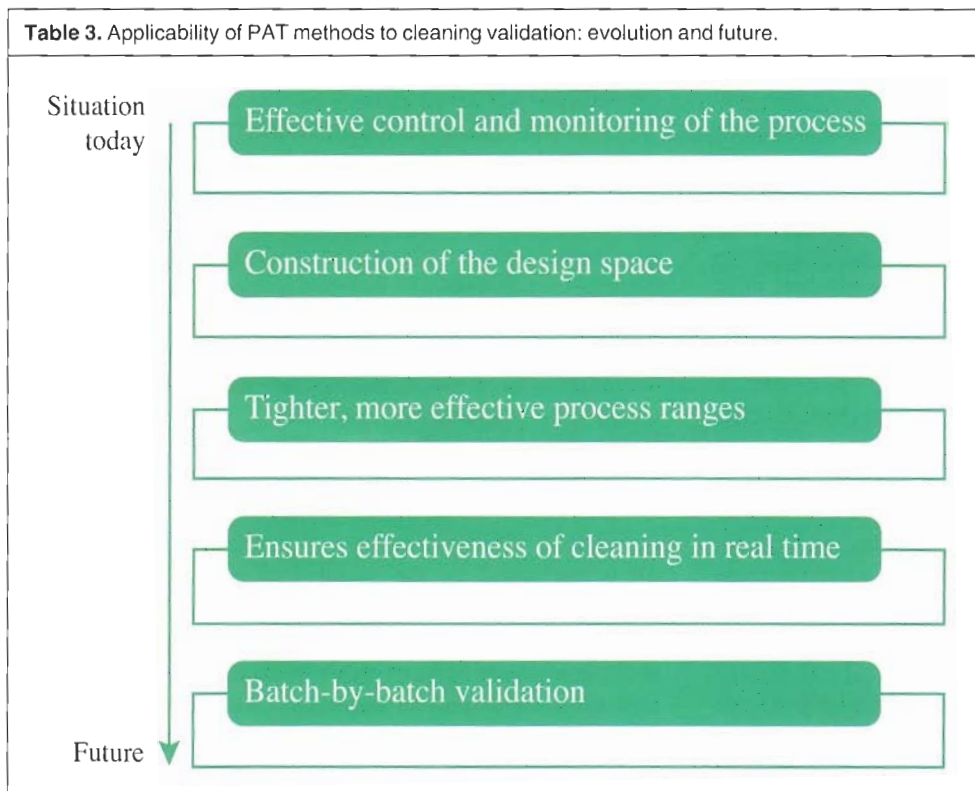 Table 3. Applicability of PAT methods to cleaning validation: evolution and future.
Situation
today
Effective control and monitoring of the process
Construction of the design space
Tighter, more effective process ranges
Ensures effectiveness of cleaning in real time
Batch-by-batch validation
Future